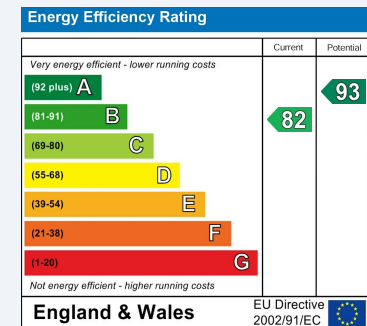 Energy Efficiency Rating
Current Potential
Very energy efficient - lower running costs
(92 plus) A
93
(81-91) B
82
(69-80) C
(55-68) D
(39-54) E
(21-38) F
(1-20) G
Not energy efficient - higher running costs
England & Wales
EU Directive
2002/91/EC